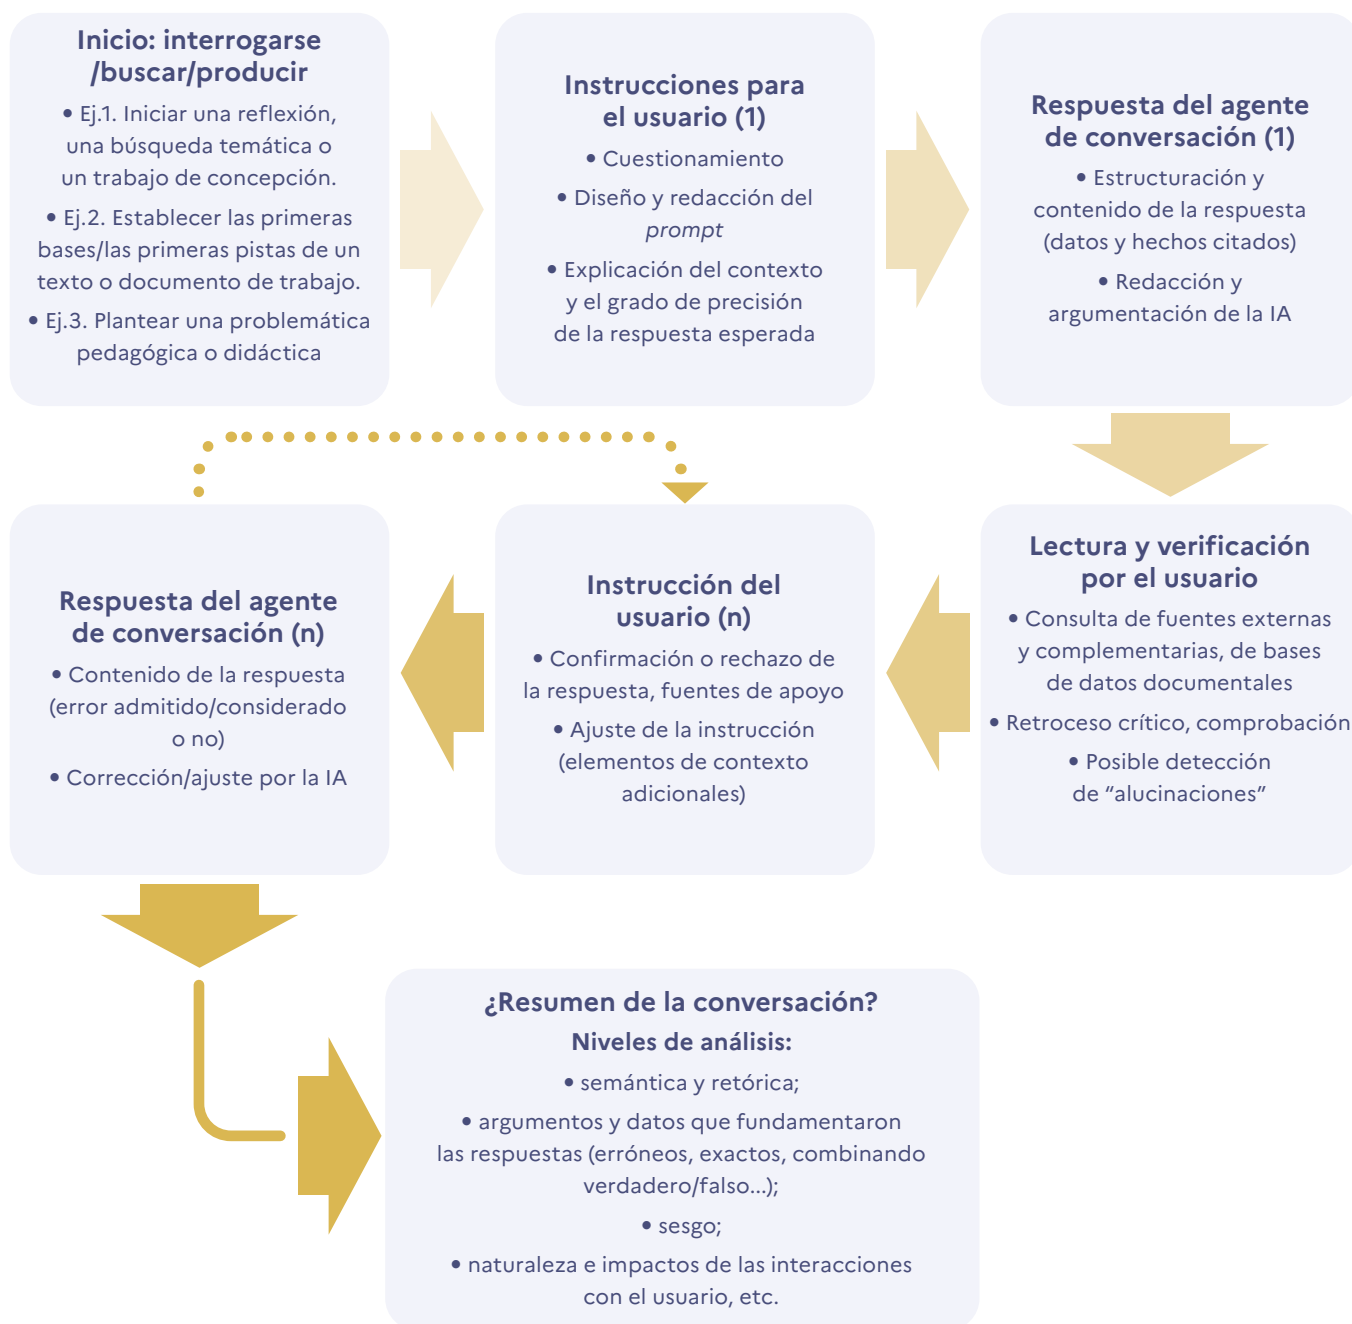 Inicio: interrogarse
/buscar/producir
• Ej.1. Iniciar una reflexión,
una búsqueda temática o
un trabajo de concepción.
• Ej.2. Establecer las primeras
bases/las primeras pistas de un
texto o documento de trabajo.
• Ej.3. Plantear una problemática
pedagógica o didáctica
Instrucciones para
el usuario (1)
• Cuestionamiento
• Diseño y redacción del
prompt
• Explicación del contexto
y el grado de precisión
de la respuesta esperada
Respuesta del agente
de conversación (1)
• Estructuración y
contenido de la respuesta
(datos y hechos citados)
• Redacción y
argumentación de la IA
Lectura y verificación
por el usuario
• Consulta de fuentes externas
y complementarias, de bases
de datos documentales
• Retroceso crítico, comprobación
• Posible detección
de “alucinaciones”
Instrucción del
usuario (n)
• Confirmación o rechazo de
la respuesta, fuentes de apoyo
• Ajuste de la instrucción
(elementos de contexto
adicionales)
Respuesta del agente
de conversación (n)
• Contenido de la respuesta
(error admitido/considerado
o no)
• Corrección/ajuste por la IA
¿Resumen de la conversación?
Niveles de análisis:
• semántica y retórica;
• argumentos y datos que fundamentaron
las respuestas (erróneos, exactos, combinando
verdadero/falso...);
• sesgo;
• naturaleza e impactos de las interacciones
con el usuario, etc.